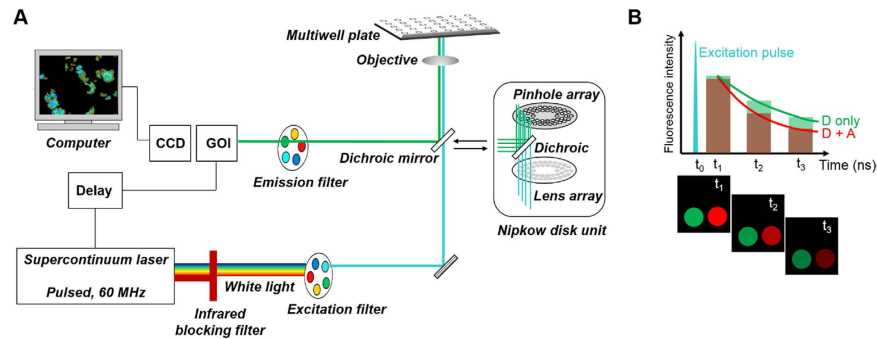 A
Multiwell plate
Objective
Computer
CCD
GOI
Emission filter
Dichroic mirror
Pinhole array
Dichroic
Lens array
Nipkow disk unit
Delay
Supercontinuum laser
Pulsed, 60 MHz
White light
Infrared
blocking filter
Excitation filter
B
Fluorescence intensity
Excitation pulse
D only
D + A
t0 t1 t2 t3 Time (ns)
t1
t2
t3